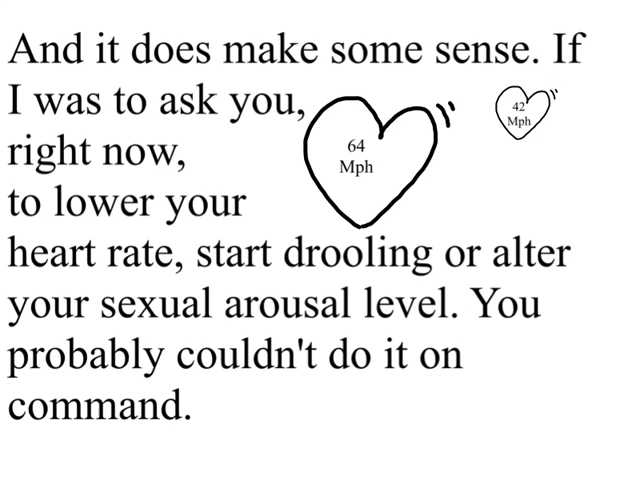 And it does make some sense. If
I was to ask you,
right now,
to lower your
heart rate, start drooling or alter
your sexual arousal level. You
probably couldn't do it on
command.
64
Mph
42
Mph